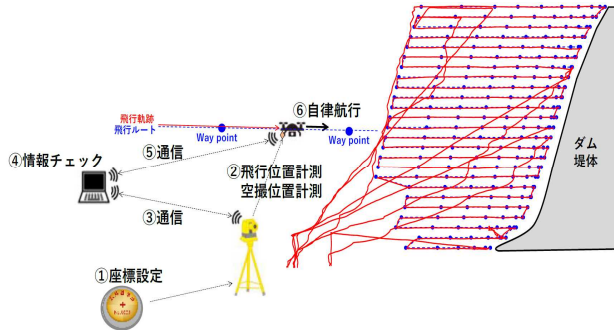 ⑥自律航行
飛行軌跡
飛行ルート
Way point
Way point
④情報チェック
⑤通信
②飛行位置計測
空撮位置計測
③通信
①座標設定
ダム
堤体